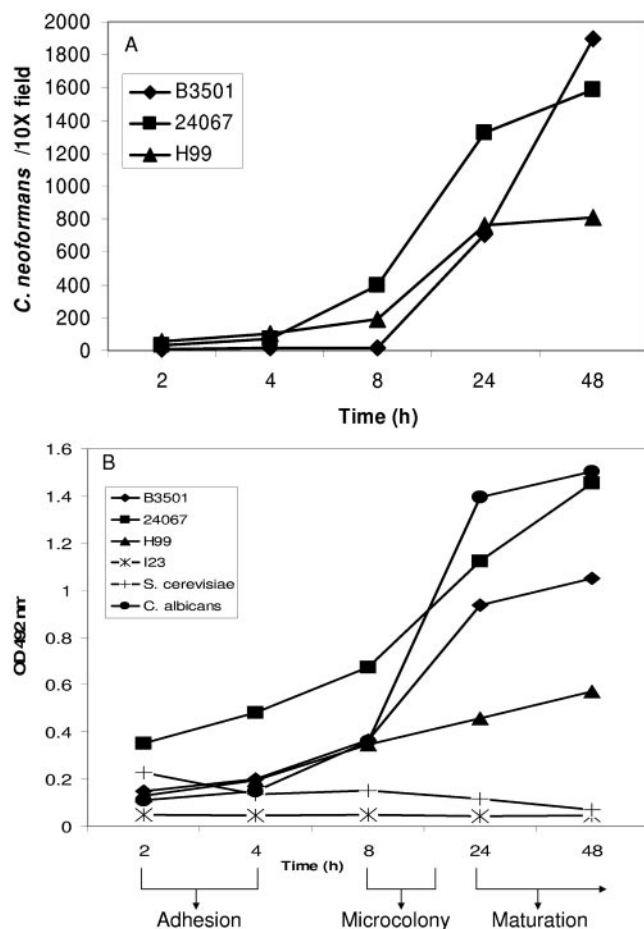 2000
1800
1600
1400
1200
1000
800
600
400
200
0
A
B3501
24067
H99
C. neoformans /10X field
2 4 8 24 48
Time (h)
1.6
1.4
1.2
1
0.8
0.6
0.4
0.2
0
B
B3501
24067
H99
I23
S. cerevisiae
C. albicans
OD492 nm
2 4 8 24 48
Time (h)
Adhesion Microcolony Maturation